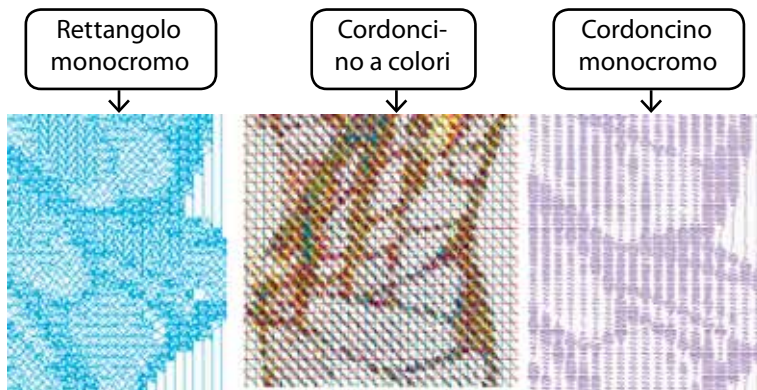 Rettangolo
monocromo
Cordonci-
no a colori
Cordoncino
monocromo